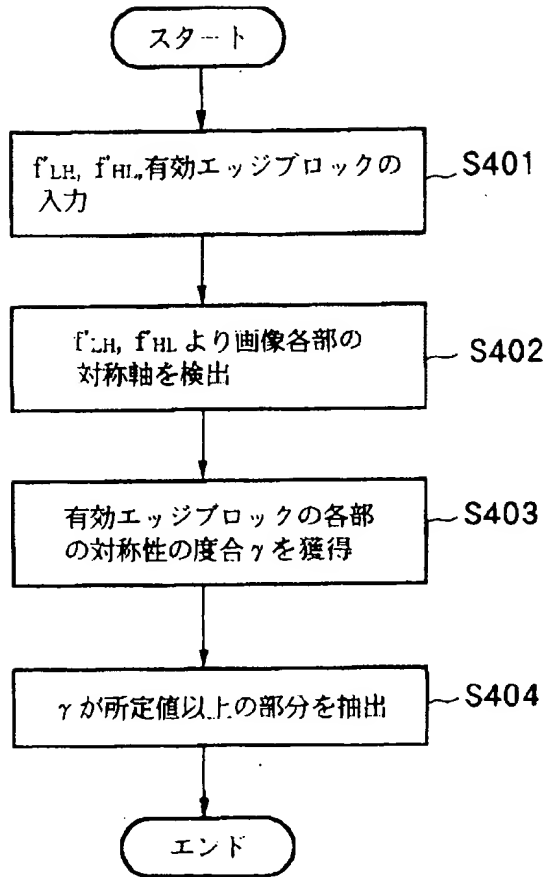 スタート
f'LH, f'HL, 有効エッジブロックの
入力
S401
f'LH, f'HL より画像各部の
対称軸を検出
S402
有効エッジブロックの各部
の対称性の度合γを獲得
S403
γが所定値以上の部分を抽出
S404
エンド